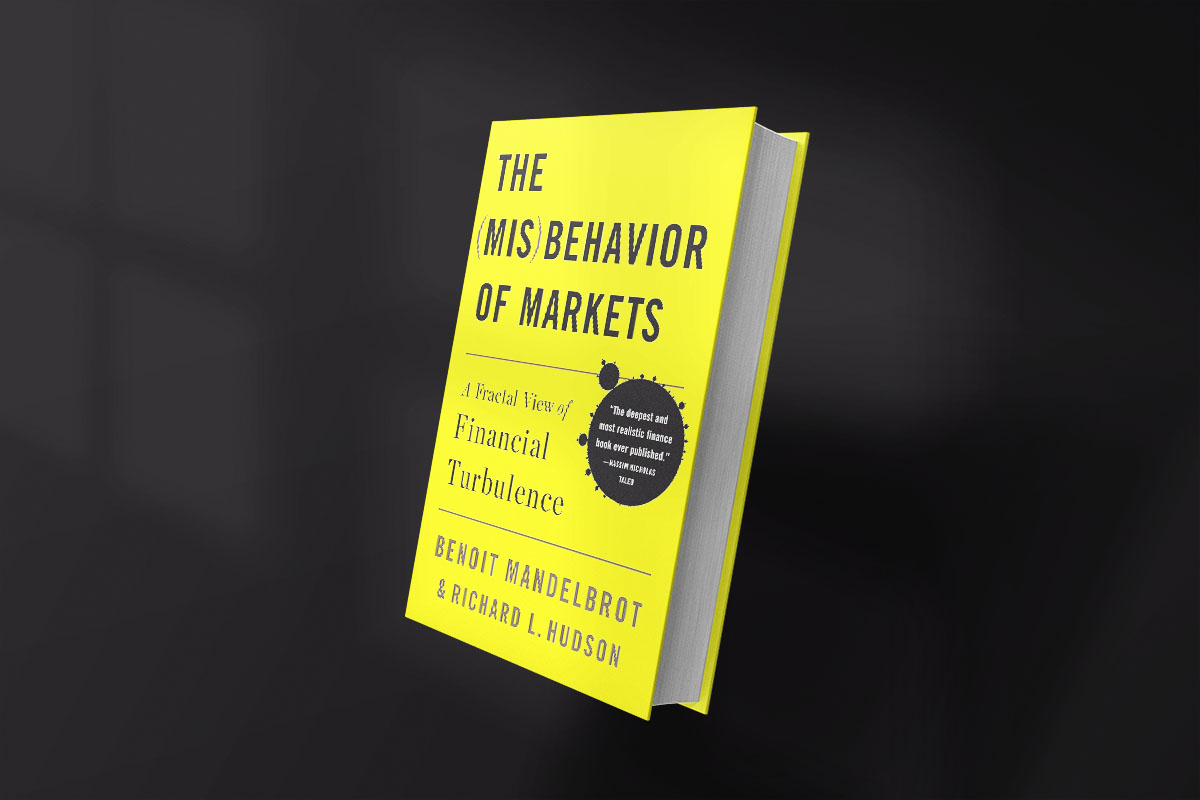 THE
(MIS)BEHAVIOR
OF MARKETS
A Fractal View of
Financial
Turbulence
"The deepest and
most realistic finance
book ever published."
—NASSIM NICHOLAS
TALEB
BENOIT MANDELBROT
& RICHARD L. HUDSON